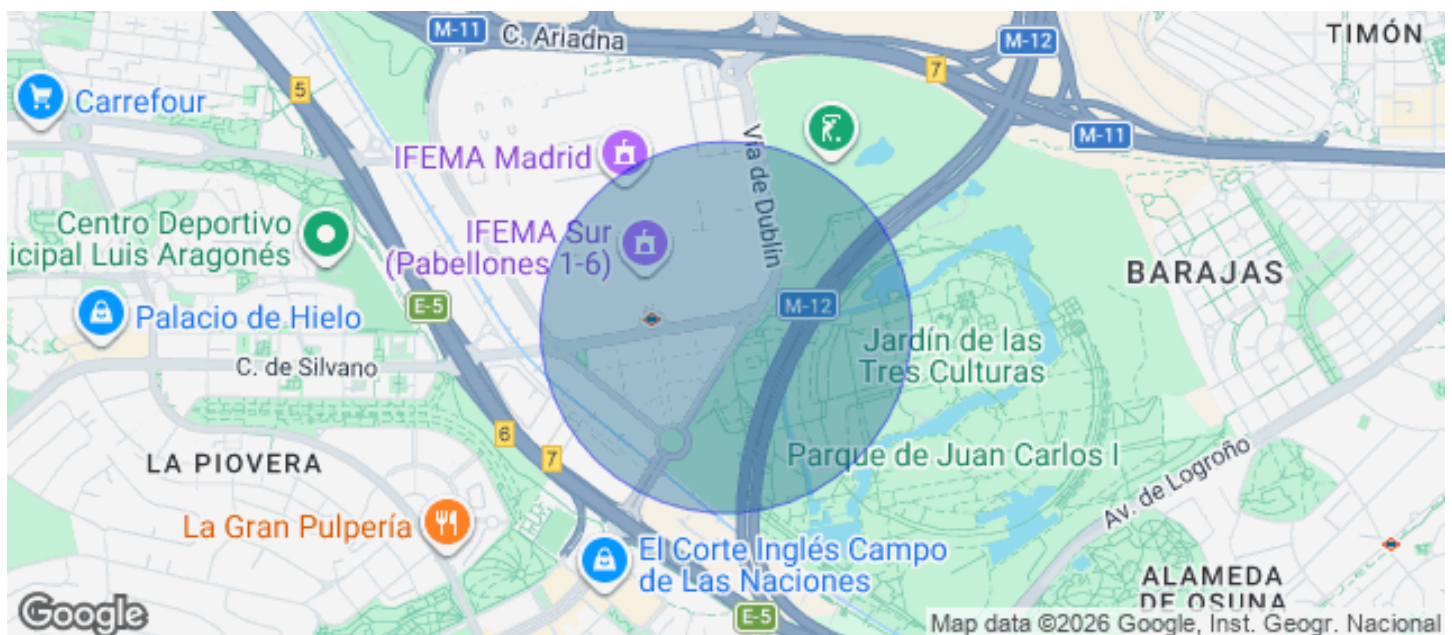 M-11
C. Ariadna
M-12
TIMÓN
5
7
Carrefour
M-11
IFEMA Madrid
Vía de Dublín
Centro Deportivo
icipal Luis Aragonés
IFEMA Sur
(Pabellones 1-6)
BARAJAS
E-5
M-12
Palacio de Hielo
C. de Silvano
Jardín de las
Tres Culturas
6
7
LA PIOVERA
Parque de Juan Carlos I
Av. de Logroño
La Gran Pulpería
El Corte Inglés Campo
de Las Naciones
ALAMEDA
DE OSUNA
Google
E-5
Map data ©2026 Google, Inst. Geogr. Nacional